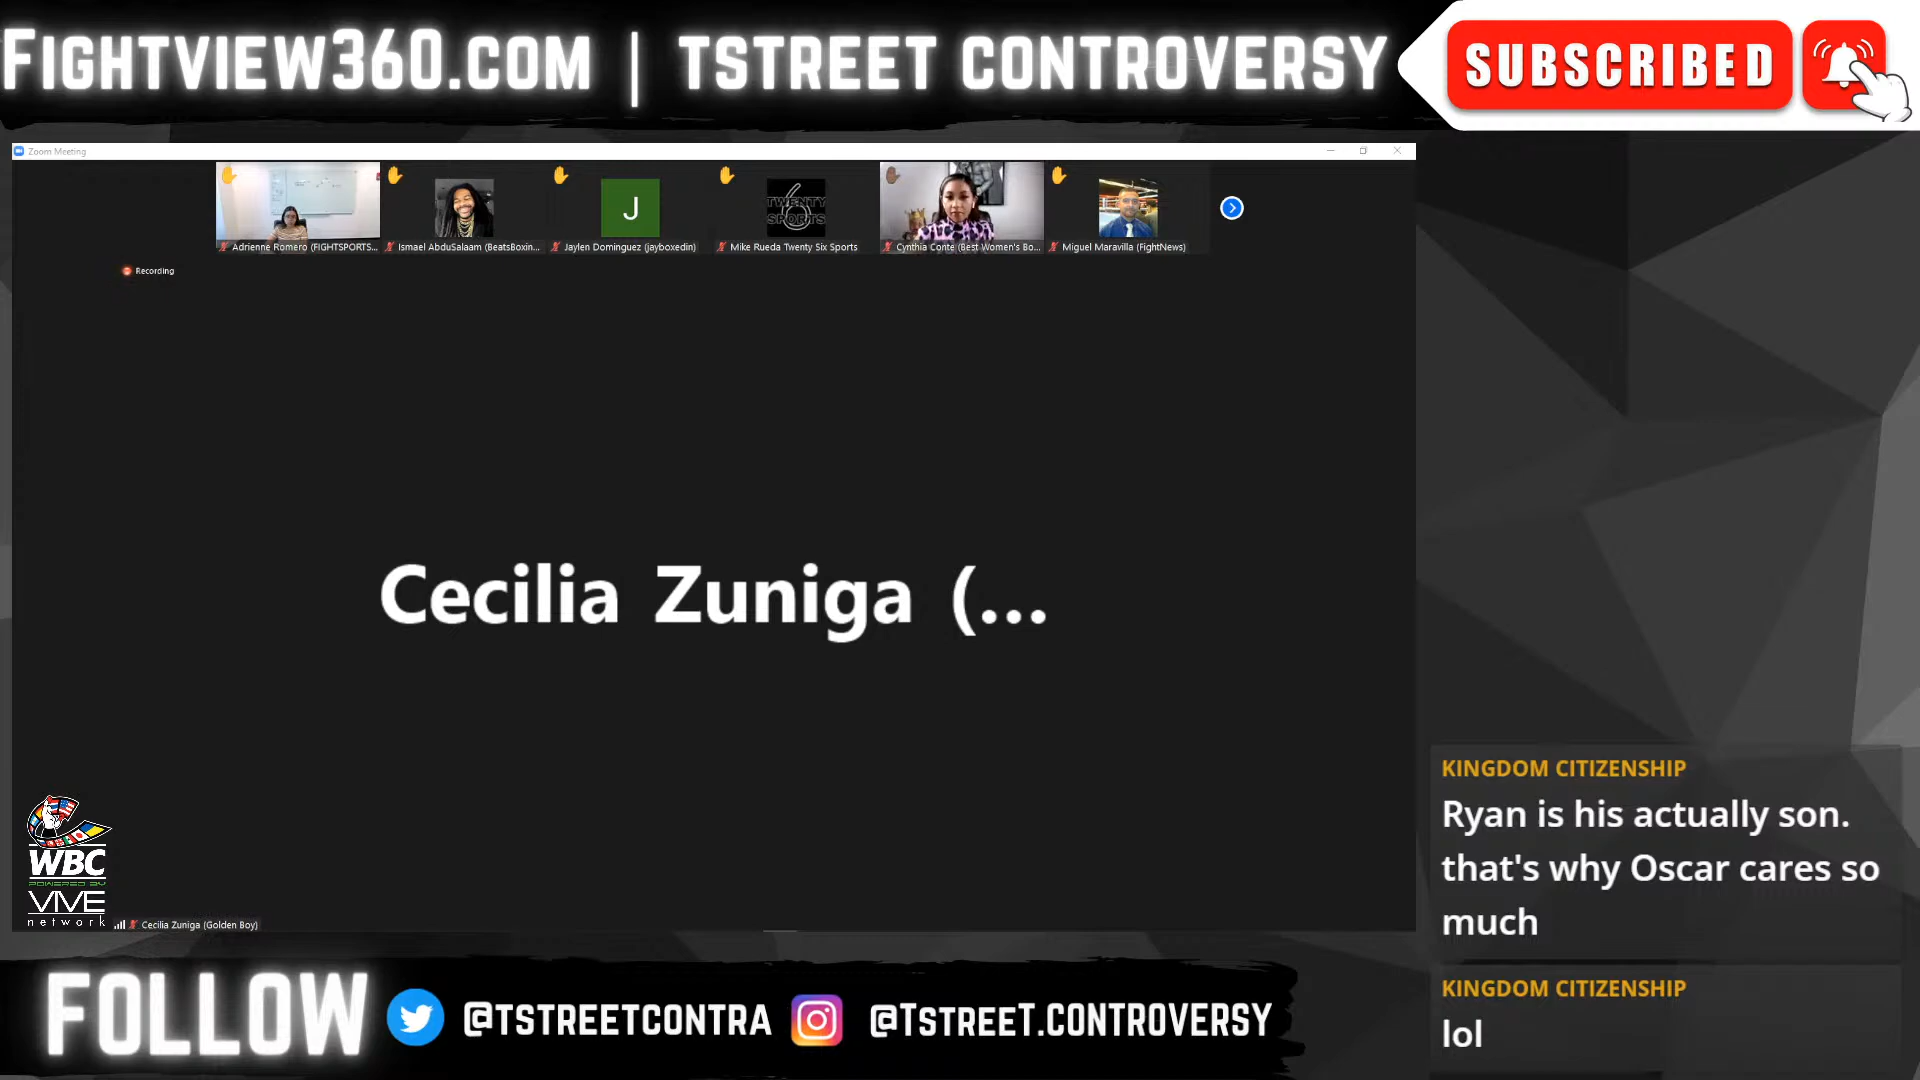 FIGHTVIEW360.COM | TSTREET CONTROVERSY
SUBSCRIBED
Zoom Meeting
Adrienne Romero (FIGHTSPORTS...
Ismael AbduSalaam (BeatsBoxin...
J
Jaylen Dominguez (jayboxedin)
TWENTY
6
SPORTS
Mike Rueda Twenty Six Sports
Cynthia Conte (Best Women's Bo...
Miguel Maravilla (FightNews)
Recording
Cecilia Zuniga (...
WBC
POWERED BY
VIVE
network
Cecilia Zuniga (Golden Boy)
KINGDOM CITIZENSHIP
Ryan is his actually son.
that's why Oscar cares so
much
KINGDOM CITIZENSHIP
lol
FOLLOW
@TSTREETCONTRA
@TSTREET.CONTROVERSY